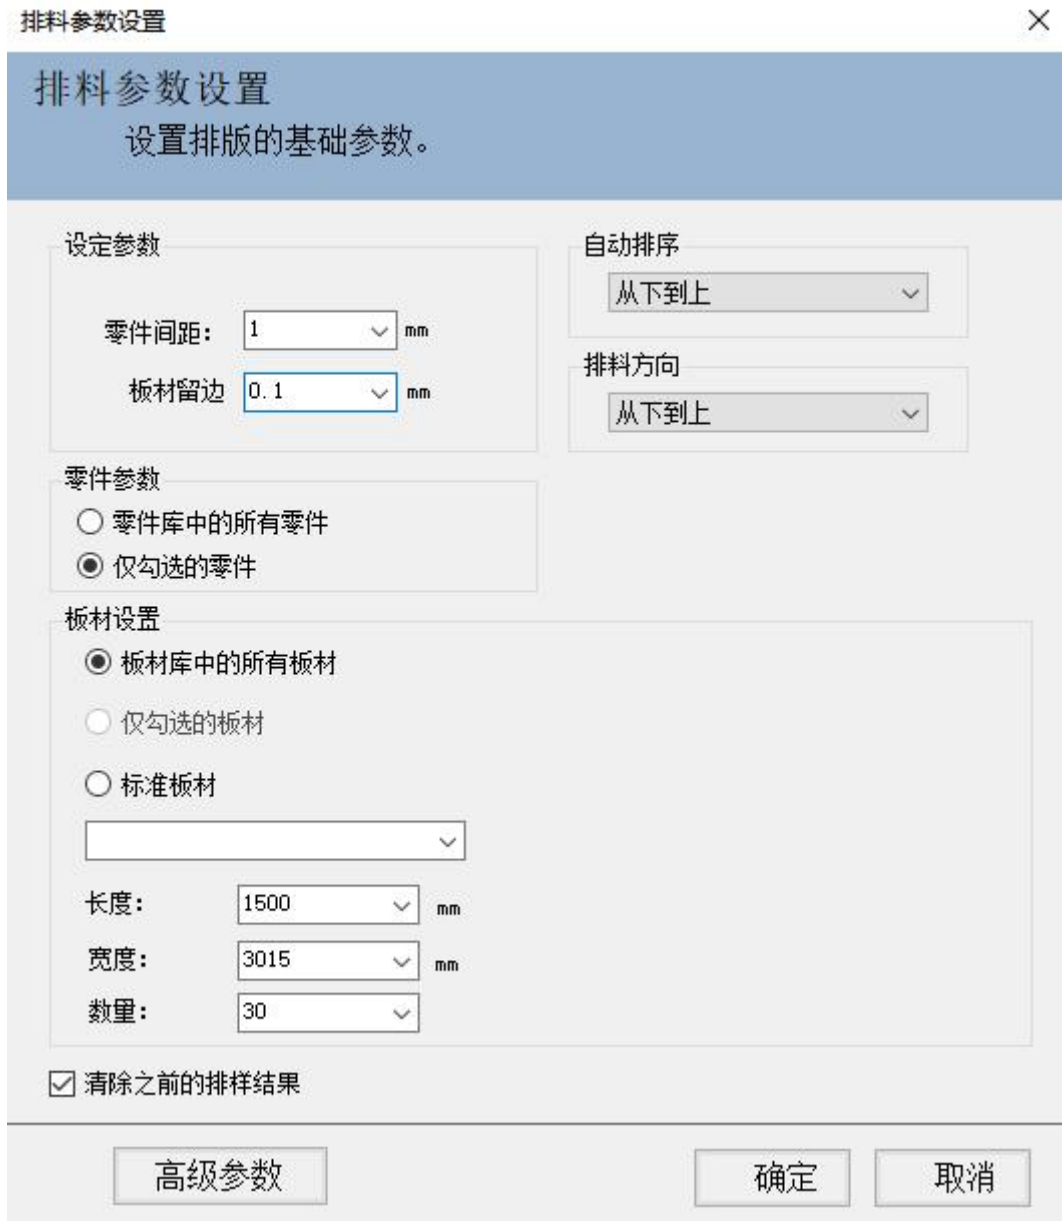 排料参数设置
排料参数设置
设置排版的基础参数。
设定参数
零件间距: 1 mm
板材留边 0.1 mm
自动排序
从下到上
排料方向
从下到上
零件参数
零件库中的所有零件
仅勾选的零件
板材设置
板材库中的所有板材
仅勾选的板材
标准板材
长度: 1500 mm
宽度: 3015 mm
数量: 30
清除之前的排样结果
高级参数 确定 取消